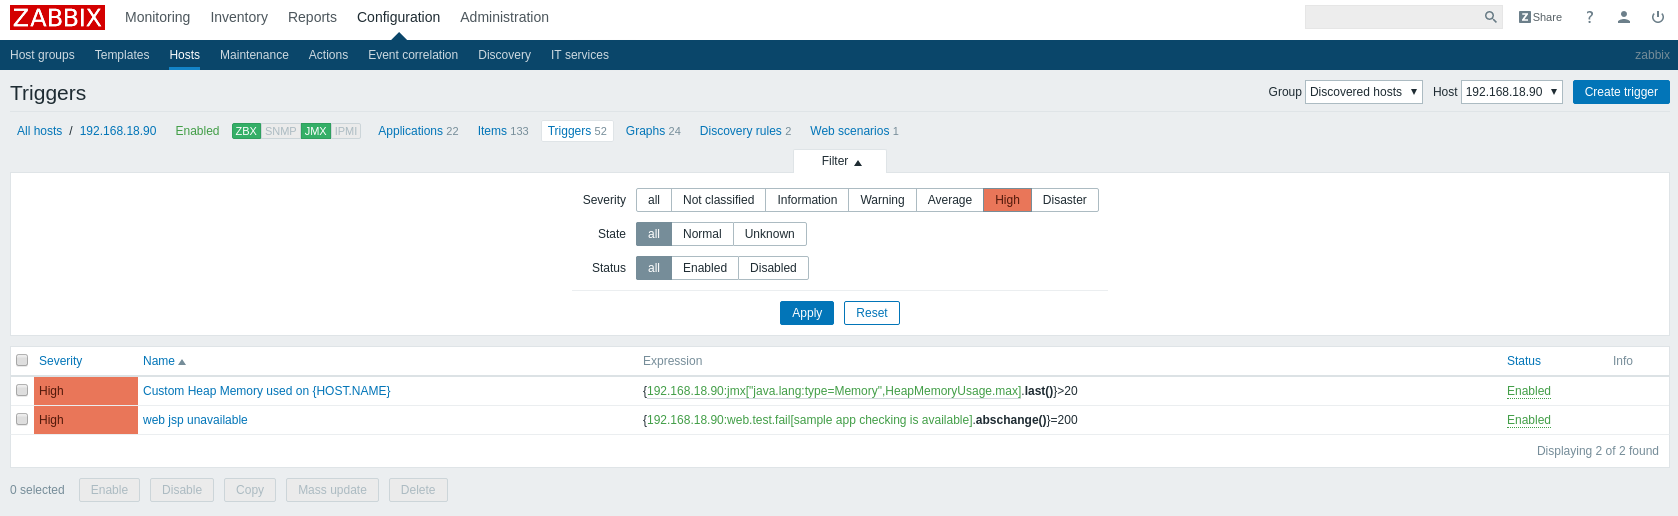 ZABBIX Monitoring Inventory Reports Configuration Administration Z Share ?
Host groups Templates Hosts Maintenance Actions Event correlation Discovery IT services zabbix
Triggers Group Discovered hosts Host 192.168.18.90 Create trigger
All hosts / 192.168.18.90 Enabled ZBX SNMP JMX IPMI Applications 22 Items 133 Triggers 52 Graphs 24 Discovery rules 2 Web scenarios 1
Filter
Severity all Not classified Information Warning Average High Disaster
State all Normal Unknown
Status all Enabled Disabled
Apply Reset
Severity Name Expression Status Info
High Custom Heap Memory used on {HOST.NAME} {192.168.18.90:jmx["java.lang:type=Memory",HeapMemoryUsage.max].last()}>20 Enabled
High web jsp unavailable {192.168.18.90:web.test.fail[sample app checking is available].abschange()}=200 Enabled
Displaying 2 of 2 found
0 selected Enable Disable Copy Mass update Delete